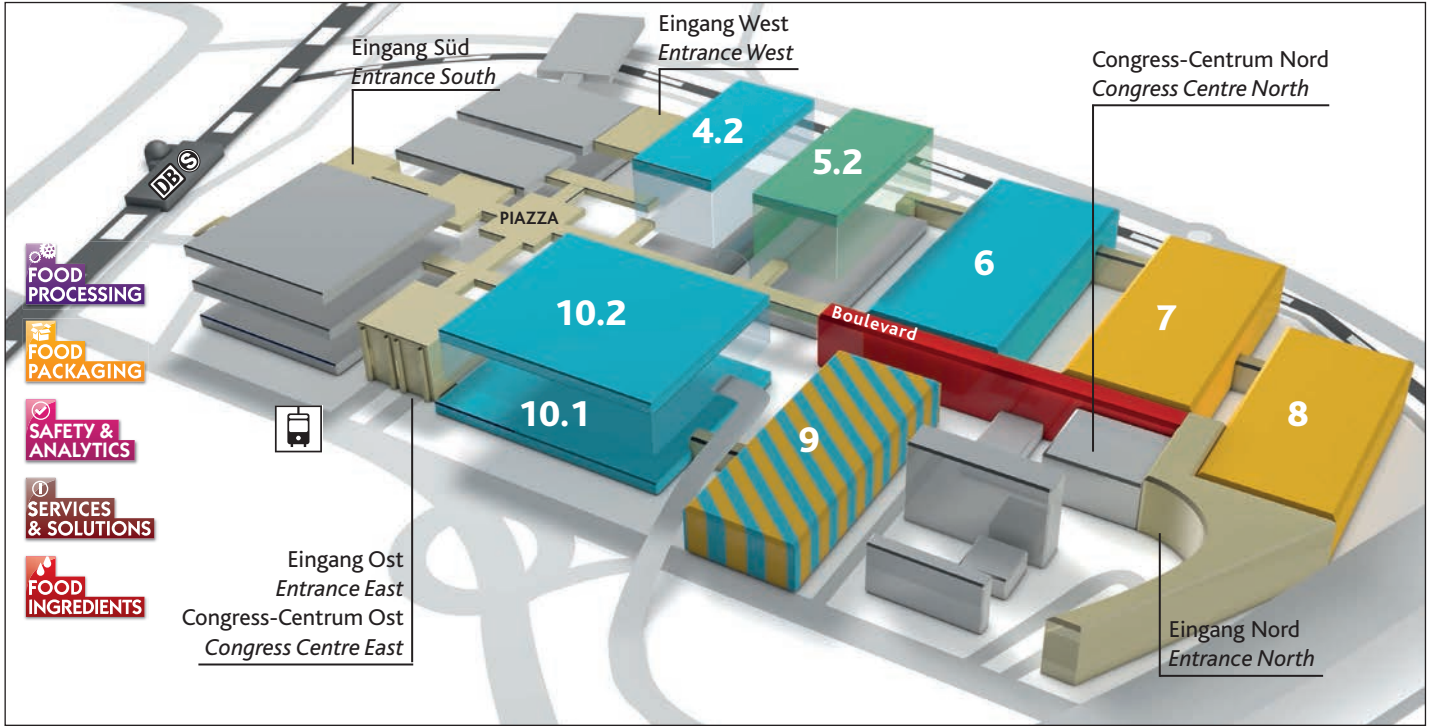 Eingang Süd
Entrance South
Eingang West
Entrance West
Congress-Centrum Nord
Congress Centre North
4.2
5.2
DB S
PIAZZA
6
7
8
10.2
10.1
9
Boulevard
FOOD
PROCESSING
FOOD
PACKAGING
SAFETY &
ANALYTICS
SERVICES
& SOLUTIONS
FOOD
INGREDIENTS
Eingang Ost
Entrance East
Congress-Centrum Ost
Congress Centre East
Eingang Nord
Entrance North